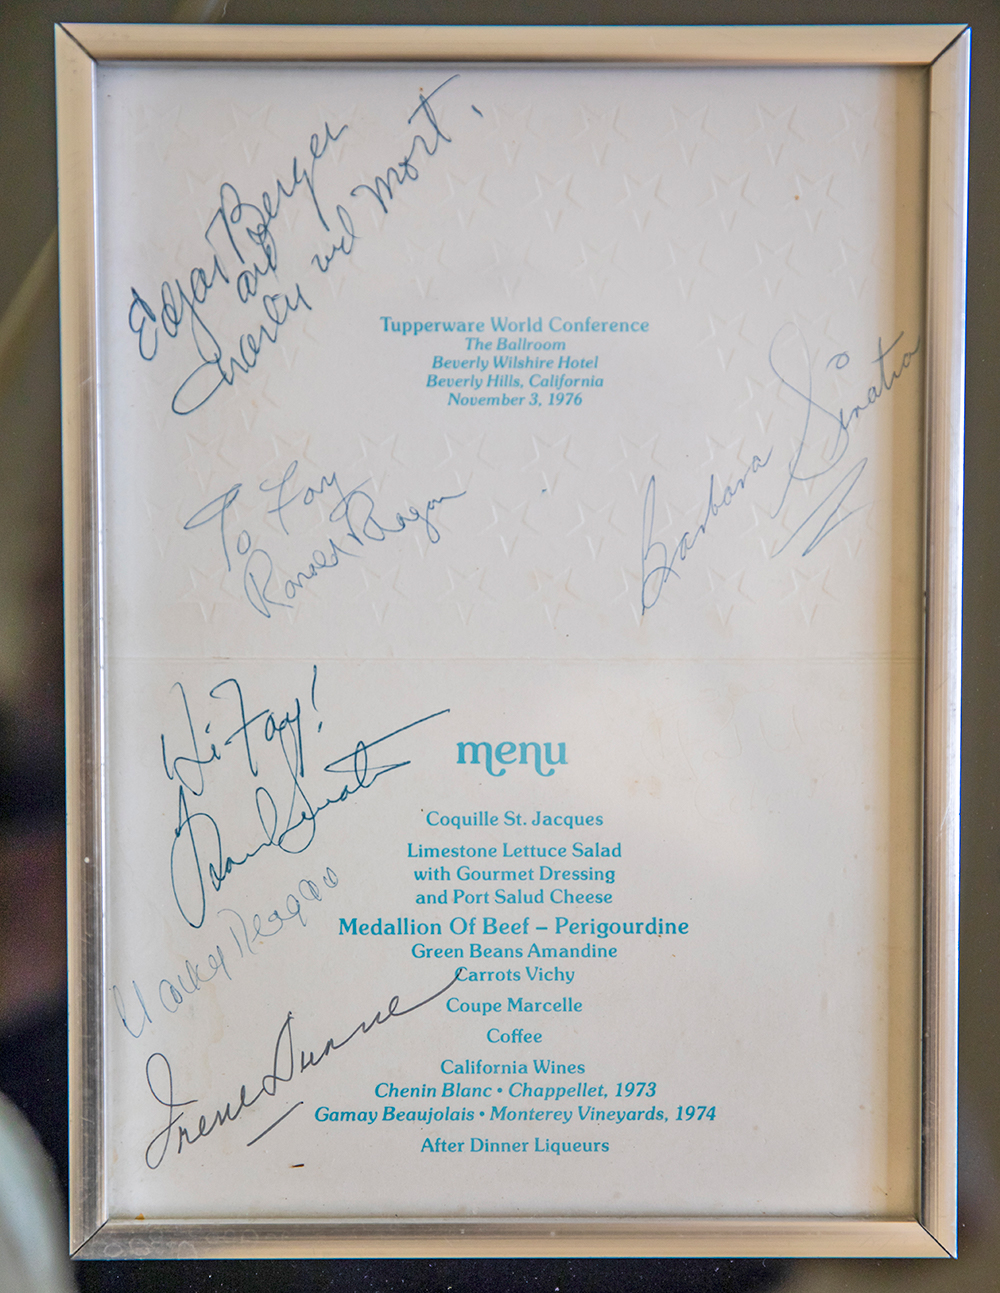 Edgar Bergen
and
Charley and Mort.
Tupperware World Conference
The Ballroom
Beverly Wilshire Hotel
Beverly Hills, California
November 3, 1976
To Fay
Ronald Reagan
Barbara Sinatra
Hi-Fay!
Frank Sinatra
Nancy Reagan
Irene Dunne
menu
Coquille St. Jacques
Limestone Lettuce Salad
with Gourmet Dressing
and Port Salud Cheese
Medallion Of Beef – Perigourdine
Green Beans Amandine
Carrots Vichy
Coupe Marcelle
Coffee
California Wines
Chenin Blanc • Chappellet, 1973
Gamay Beaujolais • Monterey Vineyards, 1974
After Dinner Liqueurs